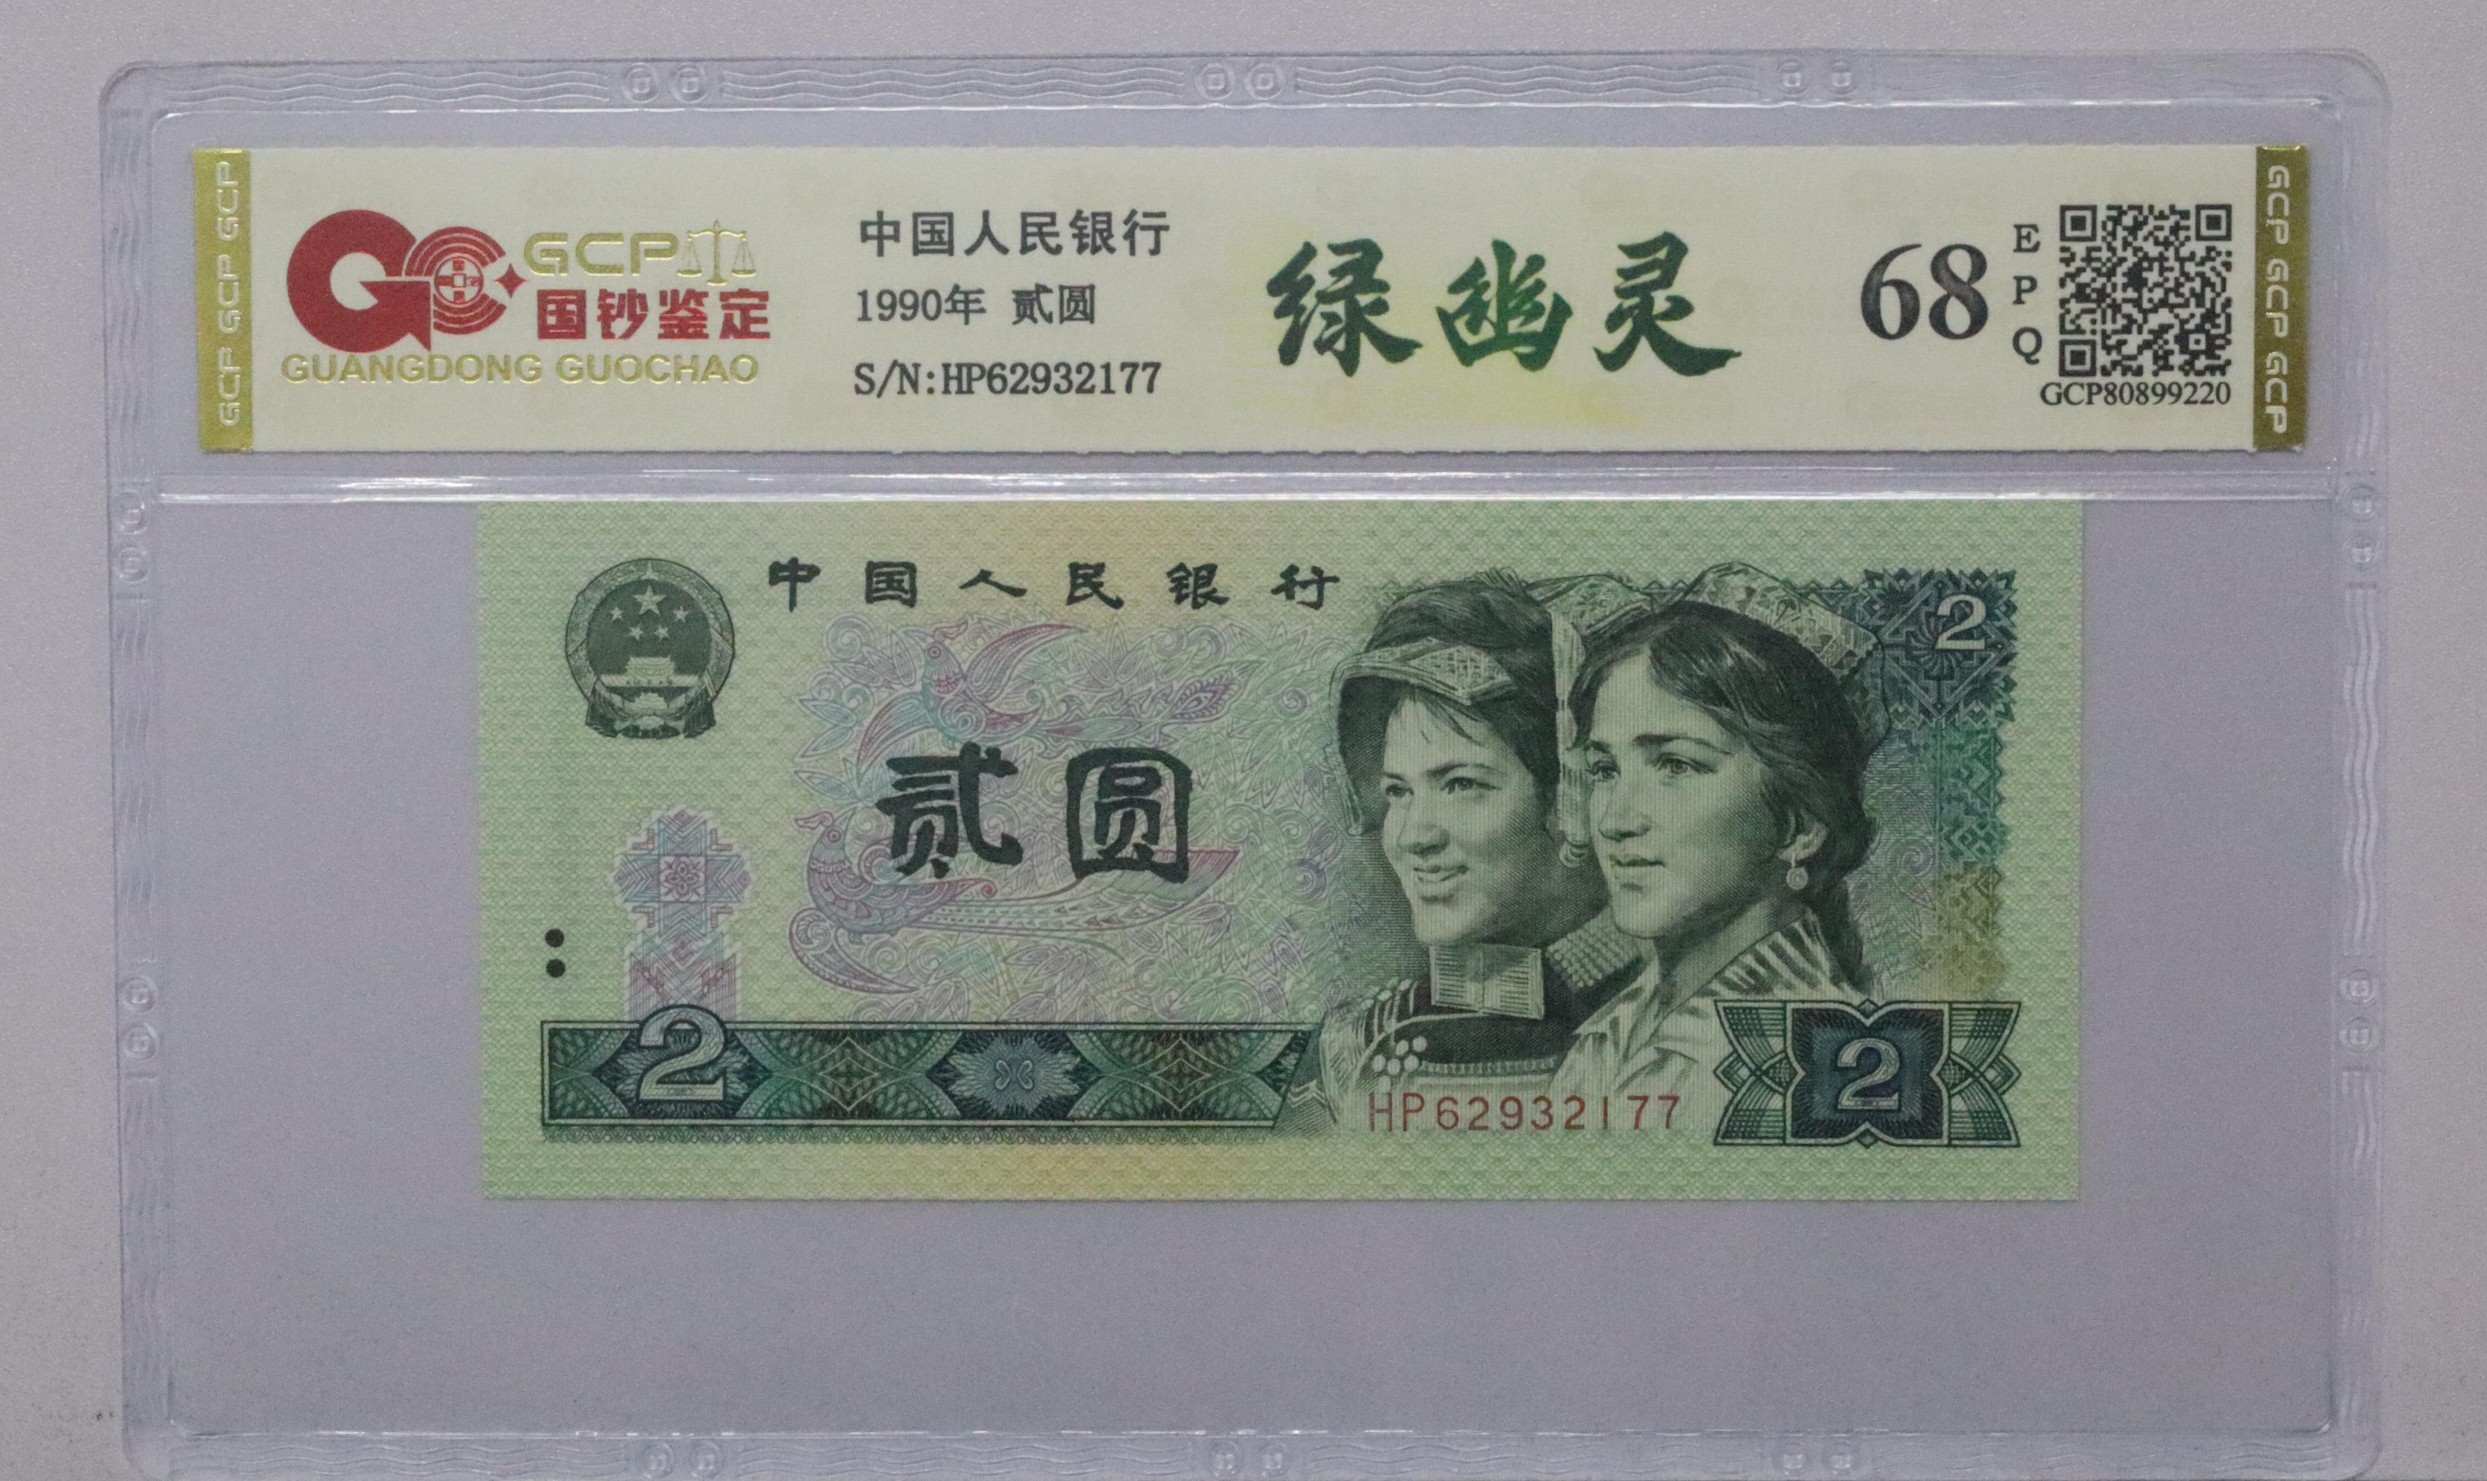 GCP GCP GCP
GCP
国钞鉴定
GUANGDONG GUOCHAO
中国人民银行
1990年 贰圆
S/N:HP62932177
绿幽灵
68
EPQ
GCP80899220
GCP GCP GCP
中国人民银行
2
贰圆
2
HP62932177
2